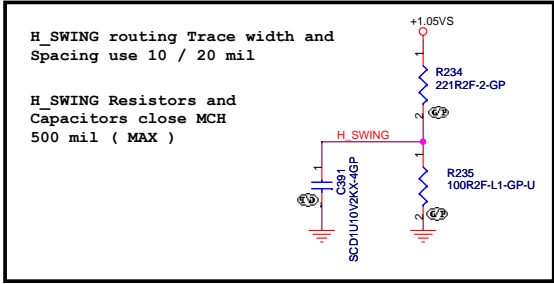 H_SWING routing Trace width and
Spacing use 10 / 20 mil
H_SWING Resistors and
Capacitors close MCH
500 mil ( MAX )
+1.05VS
1
R234
221R2F-2-GP
2
G/P
H_SWING
1
C391
SCD1U10V2KX-4GP
1
R235
100R2F-L1-GP-U
2
G/P